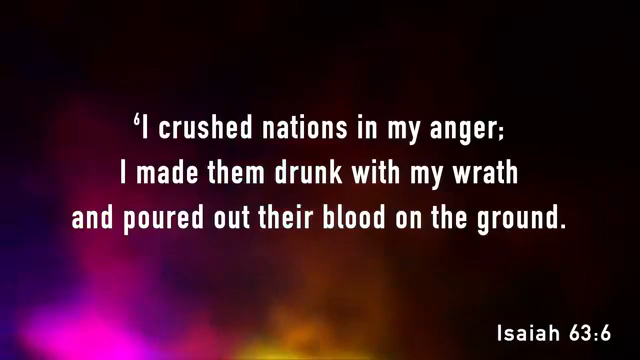 ⁶I crushed nations in my anger;
I made them drunk with my wrath
and poured out their blood on the ground.
Isaiah 63:6